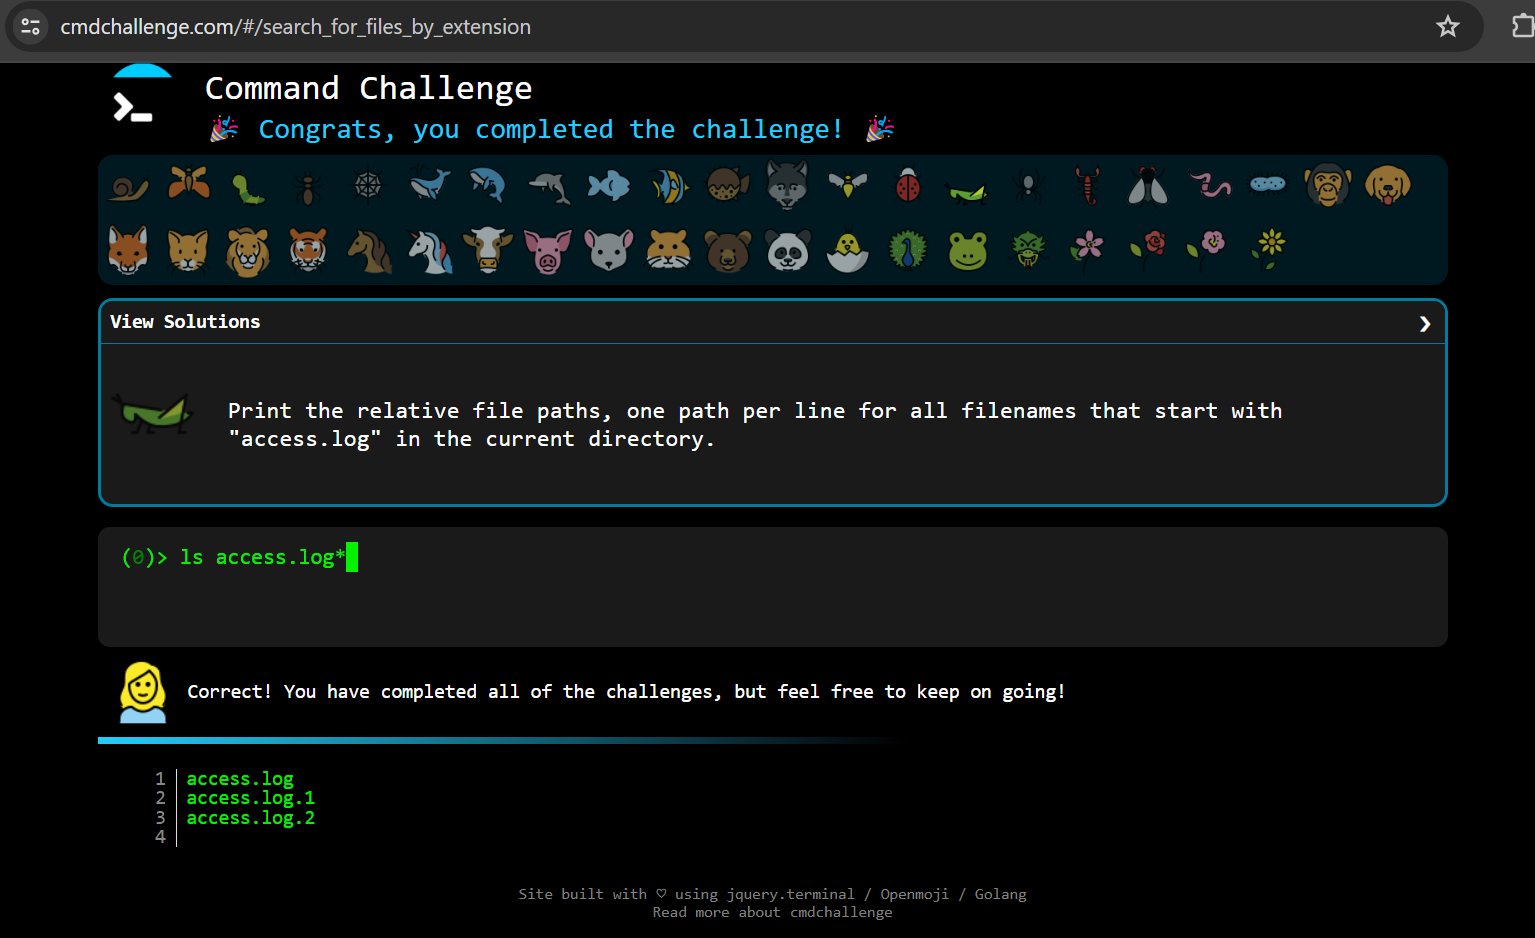 cmdchallenge.com/#/search_for_files_by_extension
Command Challenge
🎉 Congrats, you completed the challenge! 🎉
View Solutions
Print the relative file paths, one path per line for all filenames that start with
"access.log" in the current directory.
(0)> ls access.log*
Correct! You have completed all of the challenges, but feel free to keep on going!
1 access.log
2 access.log.1
3 access.log.2
4
Site built with ♡ using jquery.terminal / Openmoji / Golang
Read more about cmdchallenge